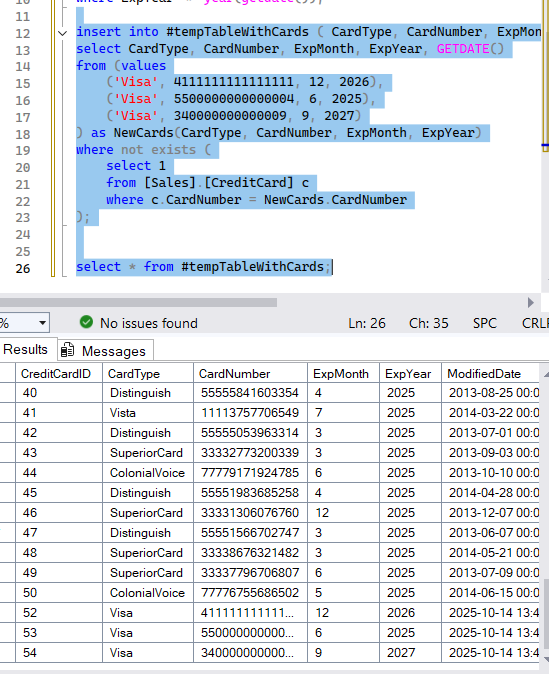 10 where ExpYear = year(getdate());
11
12 insert into #tempTableWithCards ( CardType, CardNumber, ExpMon
13 select CardType, CardNumber, ExpMonth, ExpYear, GETDATE()
14 from (values
15 ('Visa', 4111111111111111, 12, 2026),
16 ('Visa', 5500000000000004, 6, 2025),
17 ('Visa', 340000000000009, 9, 2027)
18 ) as NewCards(CardType, CardNumber, ExpMonth, ExpYear)
19 where not exists (
20 select 1
21 from [Sales].[CreditCard] c
22 where c.CardNumber = NewCards.CardNumber
23 );
24
25
26 select * from #tempTableWithCards;
% No issues found Ln: 26 Ch: 35 SPC CRLF
Results Messages
CreditCardID CardType CardNumber ExpMonth ExpYear ModifiedDate
40 Distinguish 55555841603354 4 2025 2013-08-25 00:0
41 Vista 11113757706549 7 2025 2014-03-22 00:0
42 Distinguish 55555053963314 3 2025 2013-07-01 00:0
43 SuperiorCard 33332773200339 3 2025 2013-09-03 00:0
44 ColonialVoice 77779171924785 6 2025 2013-10-10 00:0
45 Distinguish 55551983685258 4 2025 2014-04-28 00:0
46 SuperiorCard 33331306076760 12 2025 2013-12-07 00:0
47 Distinguish 55551566702747 3 2025 2013-06-07 00:0
48 SuperiorCard 33338676321482 3 2025 2014-05-21 00:0
49 SuperiorCard 33337796706807 6 2025 2013-07-09 00:0
50 ColonialVoice 77776755686502 5 2025 2014-06-15 00:0
52 Visa 411111111111... 12 2026 2025-10-14 13:4
53 Visa 550000000000... 6 2025 2025-10-14 13:4
54 Visa 340000000000... 9 2027 2025-10-14 13:4